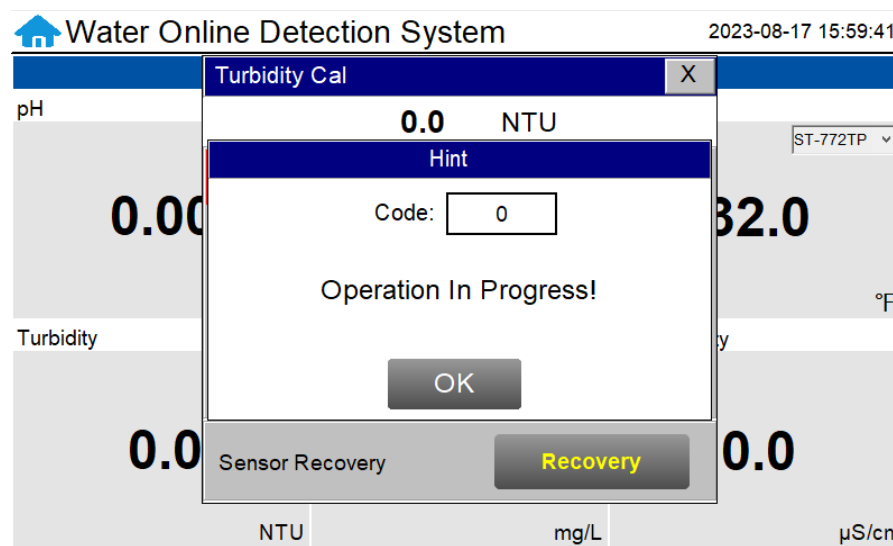 Water Online Detection System
2023-08-17 15:59:41
Turbidity Cal
X
pH
0.0 NTU
ST-772TP
Hint
Code: 0
0.00
32.0
Operation In Progress!
°F
Turbidity
OK
0.0
Sensor Recovery
Recovery
0.0
NTU
mg/L